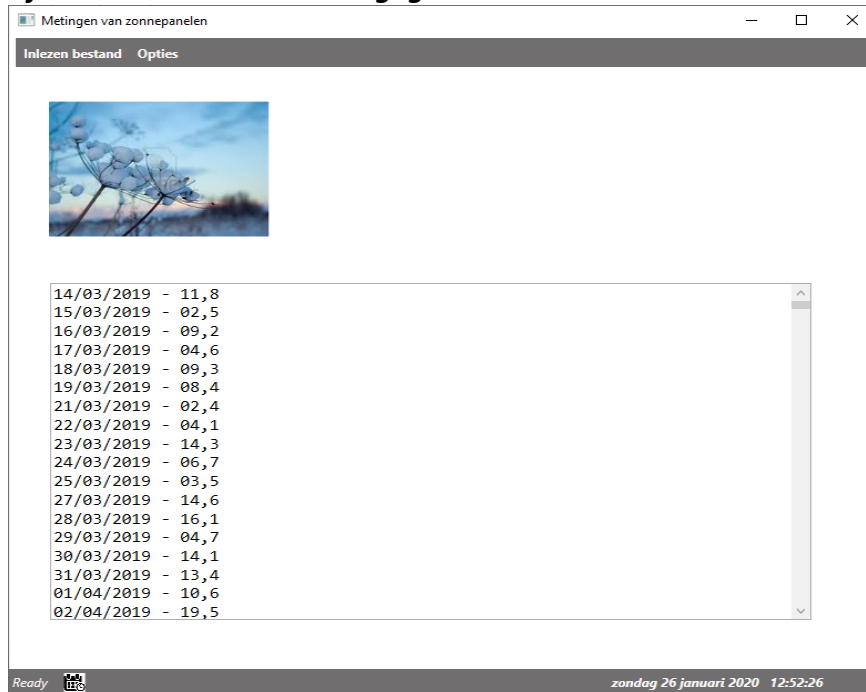 Metingen van zonnepanelen
Inlezen bestand Opties
14/03/2019 - 11,8
15/03/2019 - 02,5
16/03/2019 - 09,2
17/03/2019 - 04,6
18/03/2019 - 09,3
19/03/2019 - 08,4
21/03/2019 - 02,4
22/03/2019 - 04,1
23/03/2019 - 14,3
24/03/2019 - 06,7
25/03/2019 - 03,5
27/03/2019 - 14,6
28/03/2019 - 16,1
29/03/2019 - 04,7
30/03/2019 - 14,1
31/03/2019 - 13,4
01/04/2019 - 10,6
02/04/2019 - 19,5
Ready zondag 26 januari 2020 12:52:26